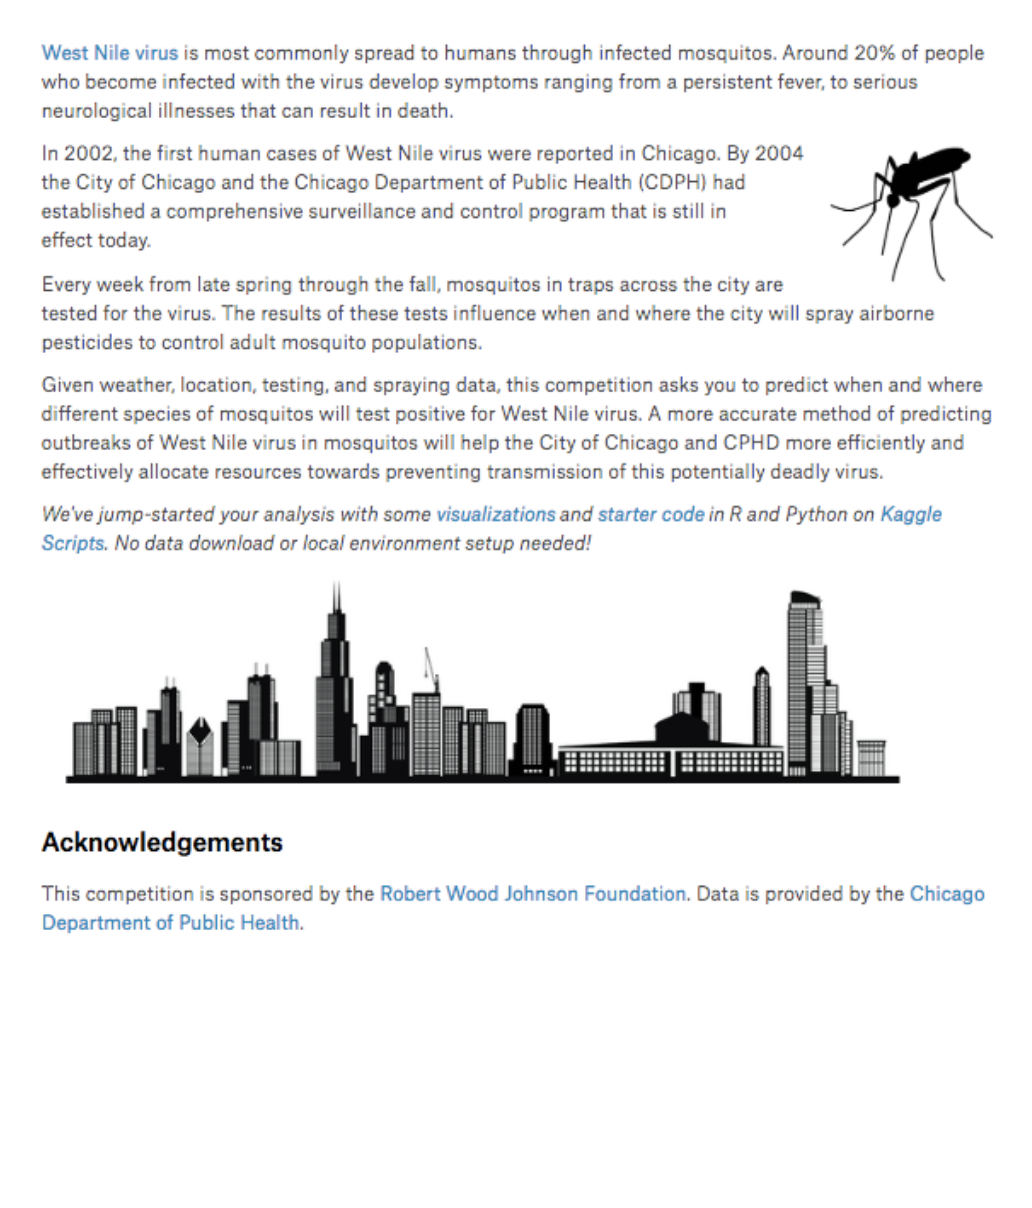 West Nile virus is most commonly spread to humans through infected mosquitos. Around 20% of people
who become infected with the virus develop symptoms ranging from a persistent fever, to serious
neurological illnesses that can result in death.
In 2002, the first human cases of West Nile virus were reported in Chicago. By 2004
the City of Chicago and the Chicago Department of Public Health (CDPH) had
established a comprehensive surveillance and control program that is still in
effect today.
Every week from late spring through the fall, mosquitos in traps across the city are
tested for the virus. The results of these tests influence when and where the city will spray airborne
pesticides to control adult mosquito populations.
Given weather, location, testing, and spraying data, this competition asks you to predict when and where
different species of mosquitos will test positive for West Nile virus. A more accurate method of predicting
outbreaks of West Nile virus in mosquitos will help the City of Chicago and CPHD more efficiently and
effectively allocate resources towards preventing transmission of this potentially deadly virus.
We've jump-started your analysis with some visualizations and starter code in R and Python on Kaggle
Scripts. No data download or local environment setup needed!
Acknowledgements
This competition is sponsored by the Robert Wood Johnson Foundation. Data is provided by the Chicago
Department of Public Health.